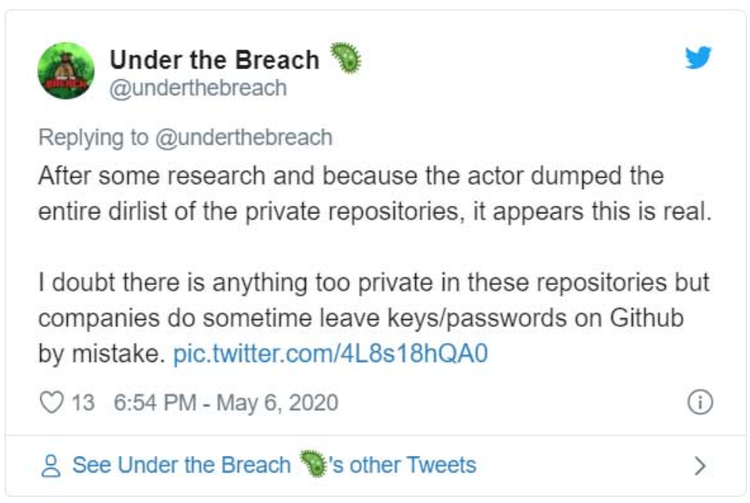 Under the Breach 🦠
@underthebreach
Replying to @underthebreach
After some research and because the actor dumped the
entire dirlist of the private repositories, it appears this is real.
I doubt there is anything too private in these repositories but
companies do sometime leave keys/passwords on Github
by mistake. pic.twitter.com/4L8s18hQA0
13 6:54 PM - May 6, 2020
See Under the Breach 🦠's other Tweets